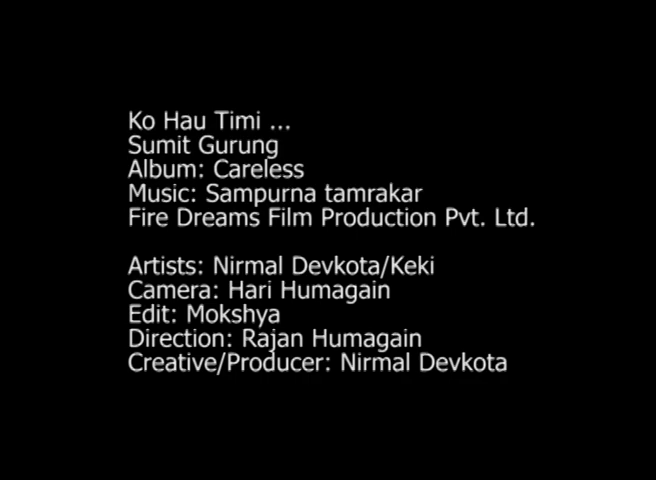 Ko Hau Timi ...
Sumit Gurung
Album: Careless
Music: Sampurna tamrakar
Fire Dreams Film Production Pvt. Ltd.
Artists: Nirmal Devkota/Keki
Camera: Hari Humagain
Edit: Mokshya
Direction: Rajan Humagain
Creative/Producer: Nirmal Devkota